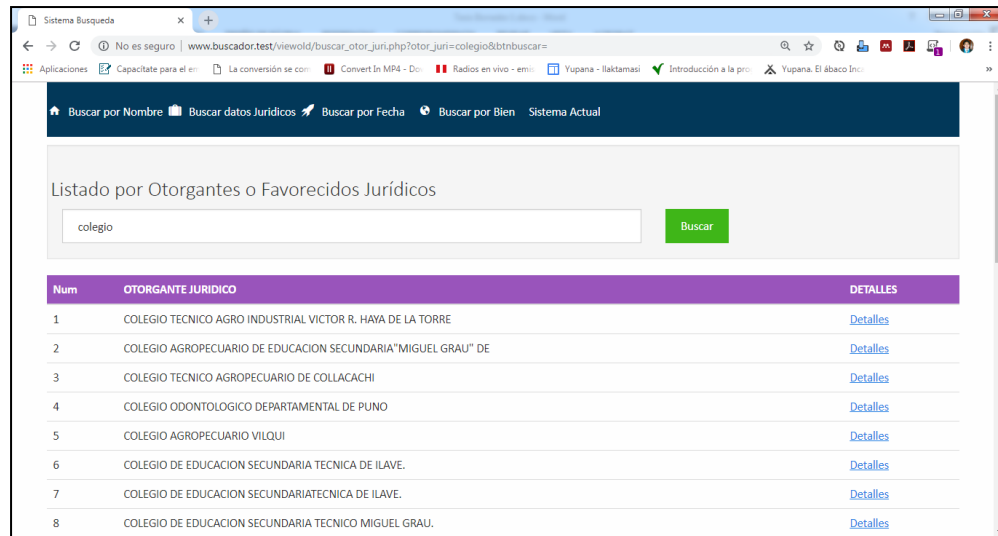 Sistema Busqueda
No es seguro | www.buscador.test/viewold/buscar_otor_juri.php?otor_juri=colegio&btnbuscar=
Aplicaciones Capacítate para el en La conversión se com Convert In MP4 - Do Radios en vivo - emi Yupana - llaktamasi Introducción a la pro Yupana. El ábaco Inca »
Buscar por Nombre Buscar datos Juridicos Buscar por Fecha Buscar por Bien Sistema Actual
Listado por Otorgantes o Favorecidos Jurídicos
colegio Buscar
Num OTORGANTE JURIDICO DETALLES
1 COLEGIO TECNICO AGRO INDUSTRIAL VICTOR R. HAYA DE LA TORRE Detalles
2 COLEGIO AGROPECUARIO DE EDUCACION SECUNDARIA"MIGUEL GRAU" DE Detalles
3 COLEGIO TECNICO AGROPECUARIO DE COLLACACHI Detalles
4 COLEGIO ODONTOLOGICO DEPARTAMENTAL DE PUNO Detalles
5 COLEGIO AGROPECUARIO VILQUI Detalles
6 COLEGIO DE EDUCACION SECUNDARIA TECNICA DE ILAVE. Detalles
7 COLEGIO DE EDUCACION SECUNDARIATECNICA DE ILAVE. Detalles
8 COLEGIO DE EDUCACION SECUNDARIA TECNICO MIGUEL GRAU. Detalles